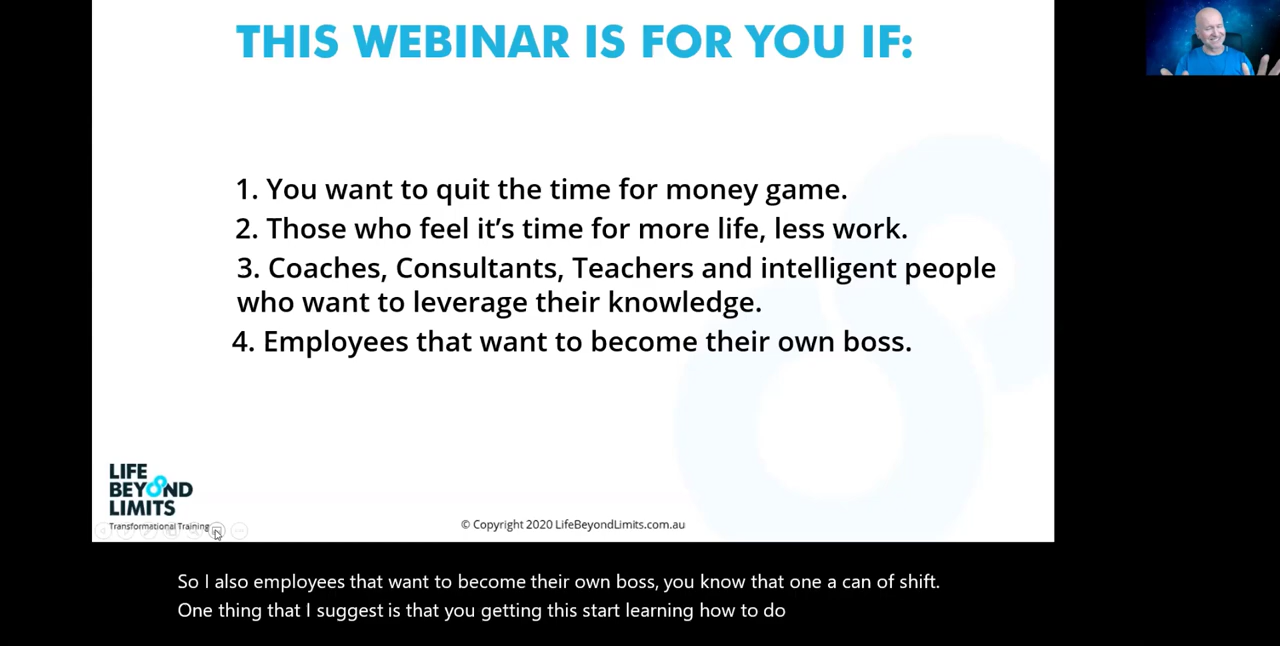 THIS WEBINAR IS FOR YOU IF:
1. You want to quit the time for money game.
2. Those who feel it's time for more life, less work.
3. Coaches, Consultants, Teachers and intelligent people
who want to leverage their knowledge.
4. Employees that want to become their own boss.
LIFE
BEYOND
LIMITS
Transformational Training
© Copyright 2020 LifeBeyondLimits.com.au
So I also employees that want to become their own boss, you know that one a can of shift.
One thing that I suggest is that you getting this start learning how to do